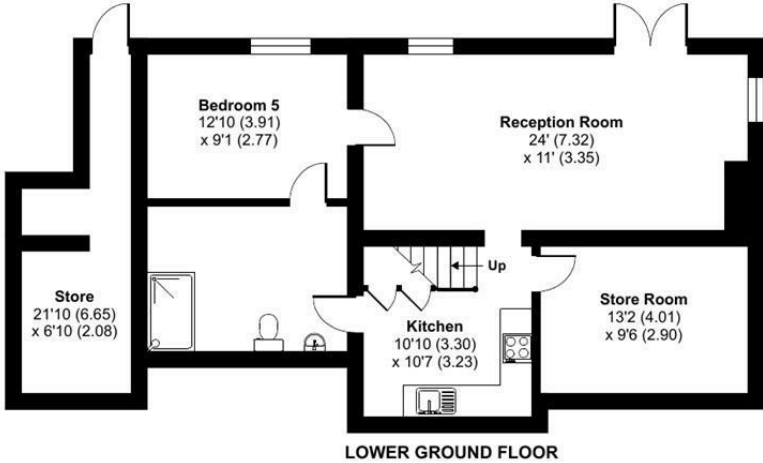 Bedroom 5
12'10 (3.91)
x 9'1 (2.77)
Reception Room
24' (7.32)
x 11' (3.35)
Up
Store
21'10 (6.65)
x 6'10 (2.08)
Kitchen
10'10 (3.30)
x 10'7 (3.23)
Store Room
13'2 (4.01)
x 9'6 (2.90)
LOWER GROUND FLOOR